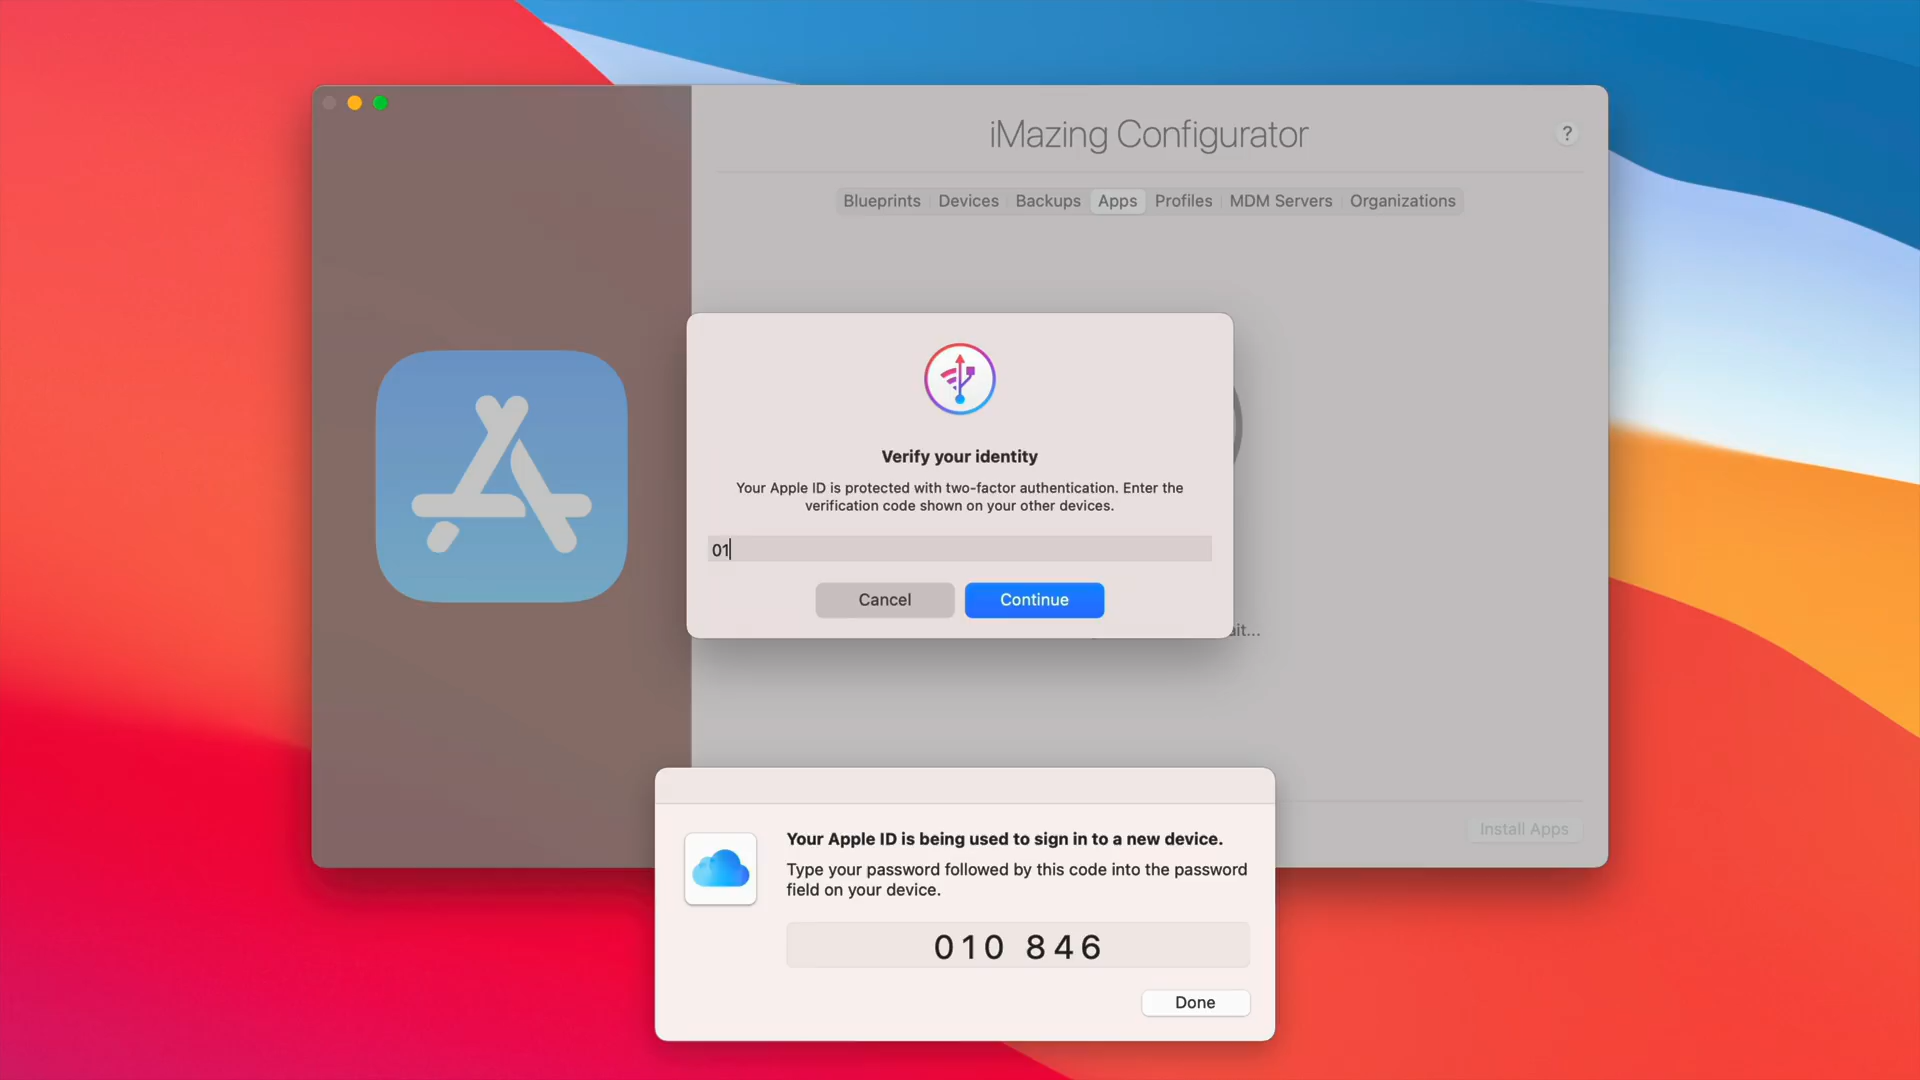 iMazing Configurator
?
Blueprints Devices Backups Apps Profiles MDM Servers Organizations
Verify your identity
Your Apple ID is protected with two-factor authentication. Enter the
verification code shown on your other devices.
01
Cancel Continue
ait...
Install Apps
Your Apple ID is being used to sign in to a new device.
Type your password followed by this code into the password
field on your device.
010 846
Done